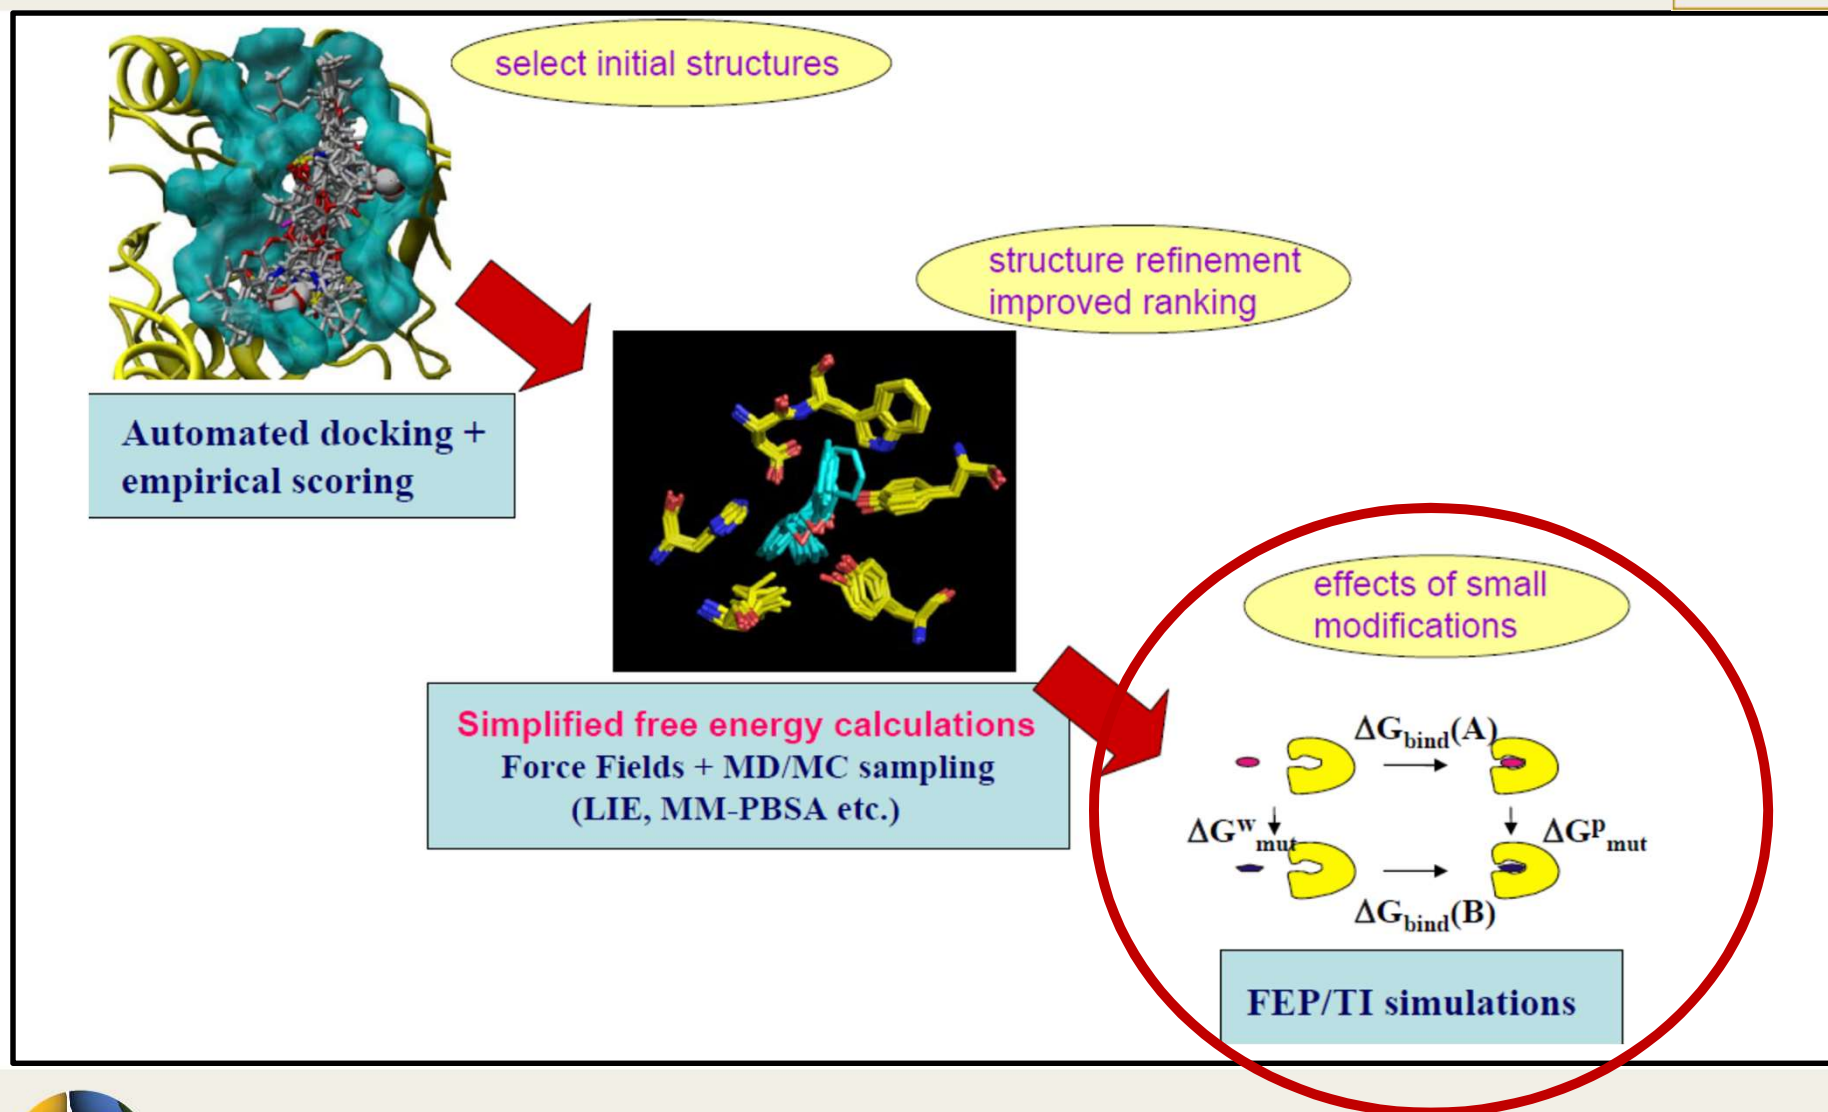 select initial structures
structure refinement
improved ranking
Automated docking +
empirical scoring
effects of small
modifications
Simplified free energy calculations
Force Fields + MD/MC sampling
(LIE, MM-PBSA etc.)
ΔGbind(A)
ΔGwmut
ΔGpmut
ΔGbind(B)
FEP/TI simulations